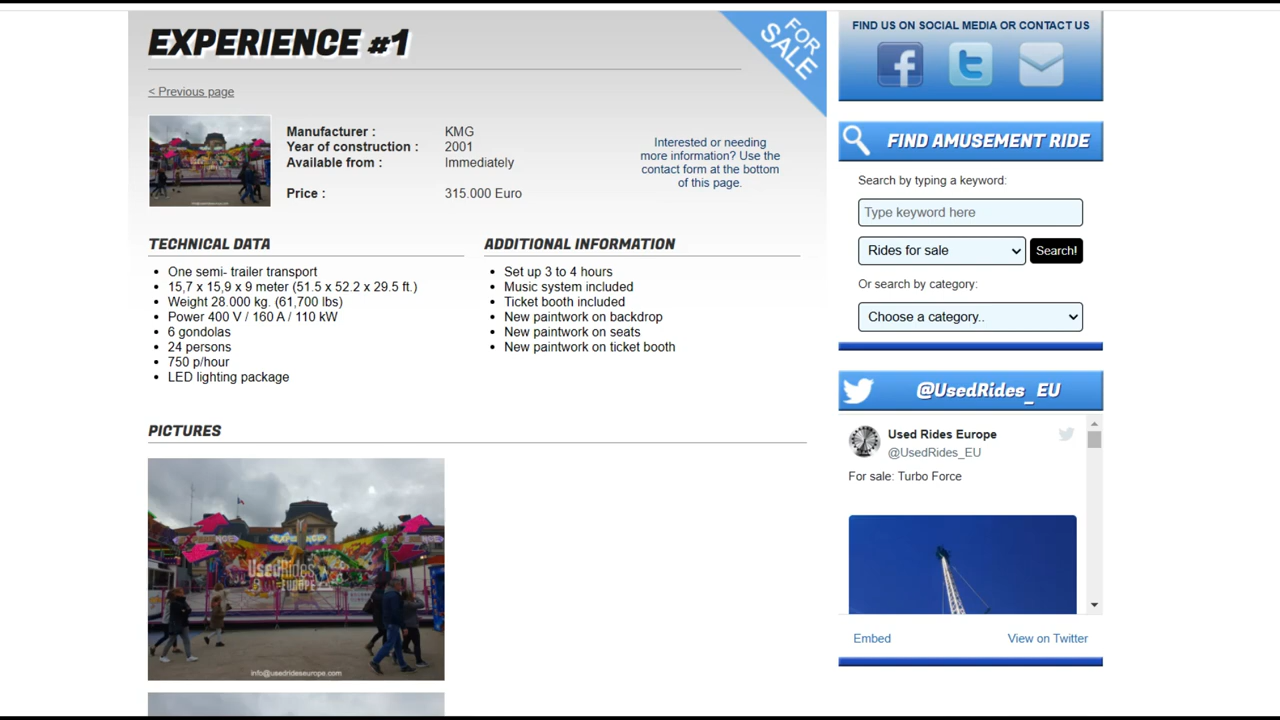 EXPERIENCE #1
FOR
SALE
< Previous page
Manufacturer : KMG
Year of construction : 2001
Available from : Immediately
Price : 315.000 Euro
Interested or needing
more information? Use the
contact form at the bottom
of this page.
TECHNICAL DATA
One semi- trailer transport
15,7 x 15,9 x 9 meter (51.5 x 52.2 x 29.5 ft.)
Weight 28.000 kg. (61,700 lbs)
Power 400 V / 160 A / 110 kW
6 gondolas
24 persons
750 p/hour
LED lighting package
ADDITIONAL INFORMATION
Set up 3 to 4 hours
Music system included
Ticket booth included
New paintwork on backdrop
New paintwork on seats
New paintwork on ticket booth
PICTURES
EXPERIENCE
UsedRides
EUROPE
info@usedrideseurope.com
FIND US ON SOCIAL MEDIA OR CONTACT US
FIND AMUSEMENT RIDE
Search by typing a keyword:
Type keyword here
Rides for sale
Search!
Or search by category:
Choose a category..
@UsedRides_EU
Used Rides Europe
@UsedRides_EU
For sale: Turbo Force
Embed
View on Twitter